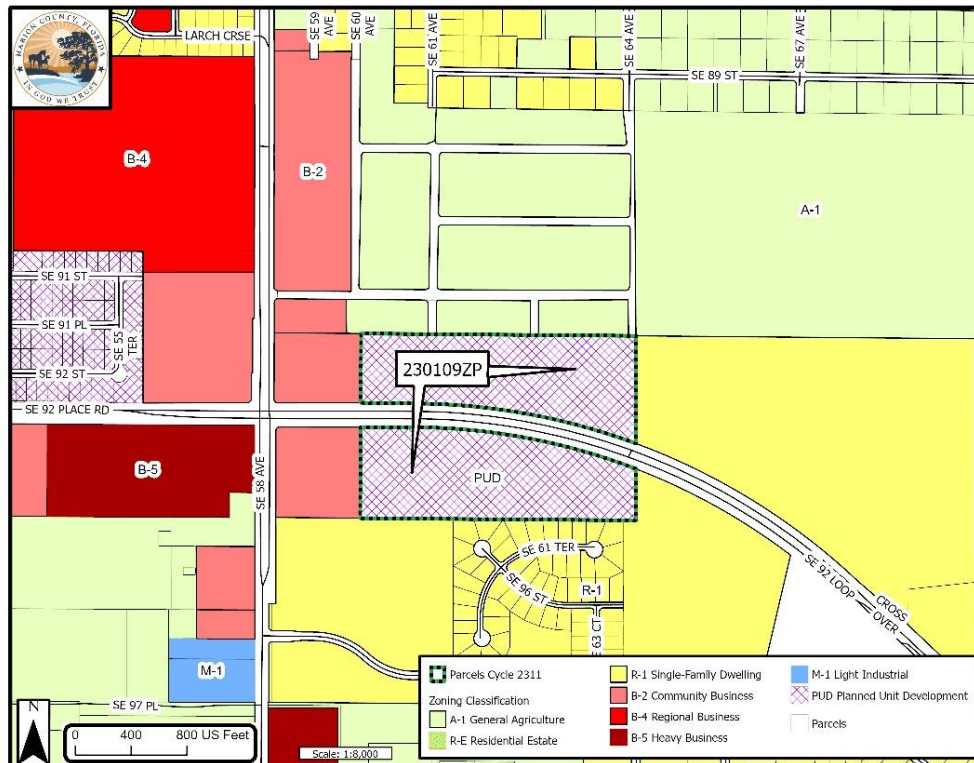 MARION COUNTY, FLORIDA
IN GOD WE TRUST
LARCH CRSE
SE 59 AVE
SE 60 AVE
SE 61 AVE
SE 64 AVE
SE 67 AVE
SE 89 ST
B-4
B-2
A-1
SE 91 ST
SE 91 PL
SE 55 TER
SE 92 ST
230109ZP
SE 92 PLACE RD
B-5
SE 58 AVE
PUD
SE 61 TER
SE 96 ST
R-1
SE 92 LOOP
CROSS OVER
E 63 CT
M-1
SE 97 PL
N
0 400 800 US Feet
Scale: 1:8,000
Parcels Cycle 2311
Zoning Classification
A-1 General Agriculture
R-E Residential Estate
R-1 Single-Family Dwelling
B-2 Community Business
B-4 Regional Business
B-5 Heavy Business
M-1 Light Industrial
PUD Planned Unit Development
Parcels